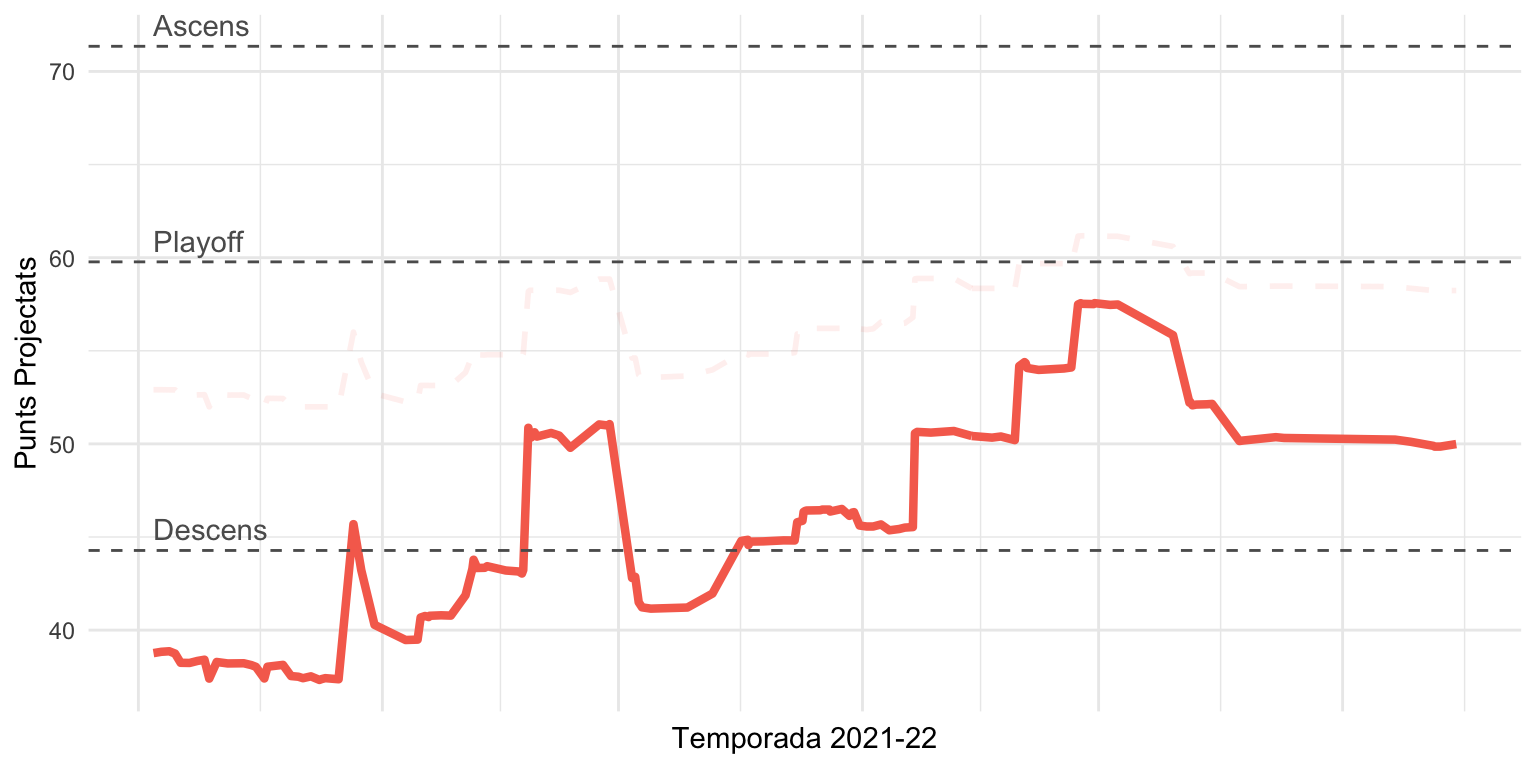 Ascens
70
Playoff
60
Punts Projectats
50
Descens
40
Temporada 2021-22